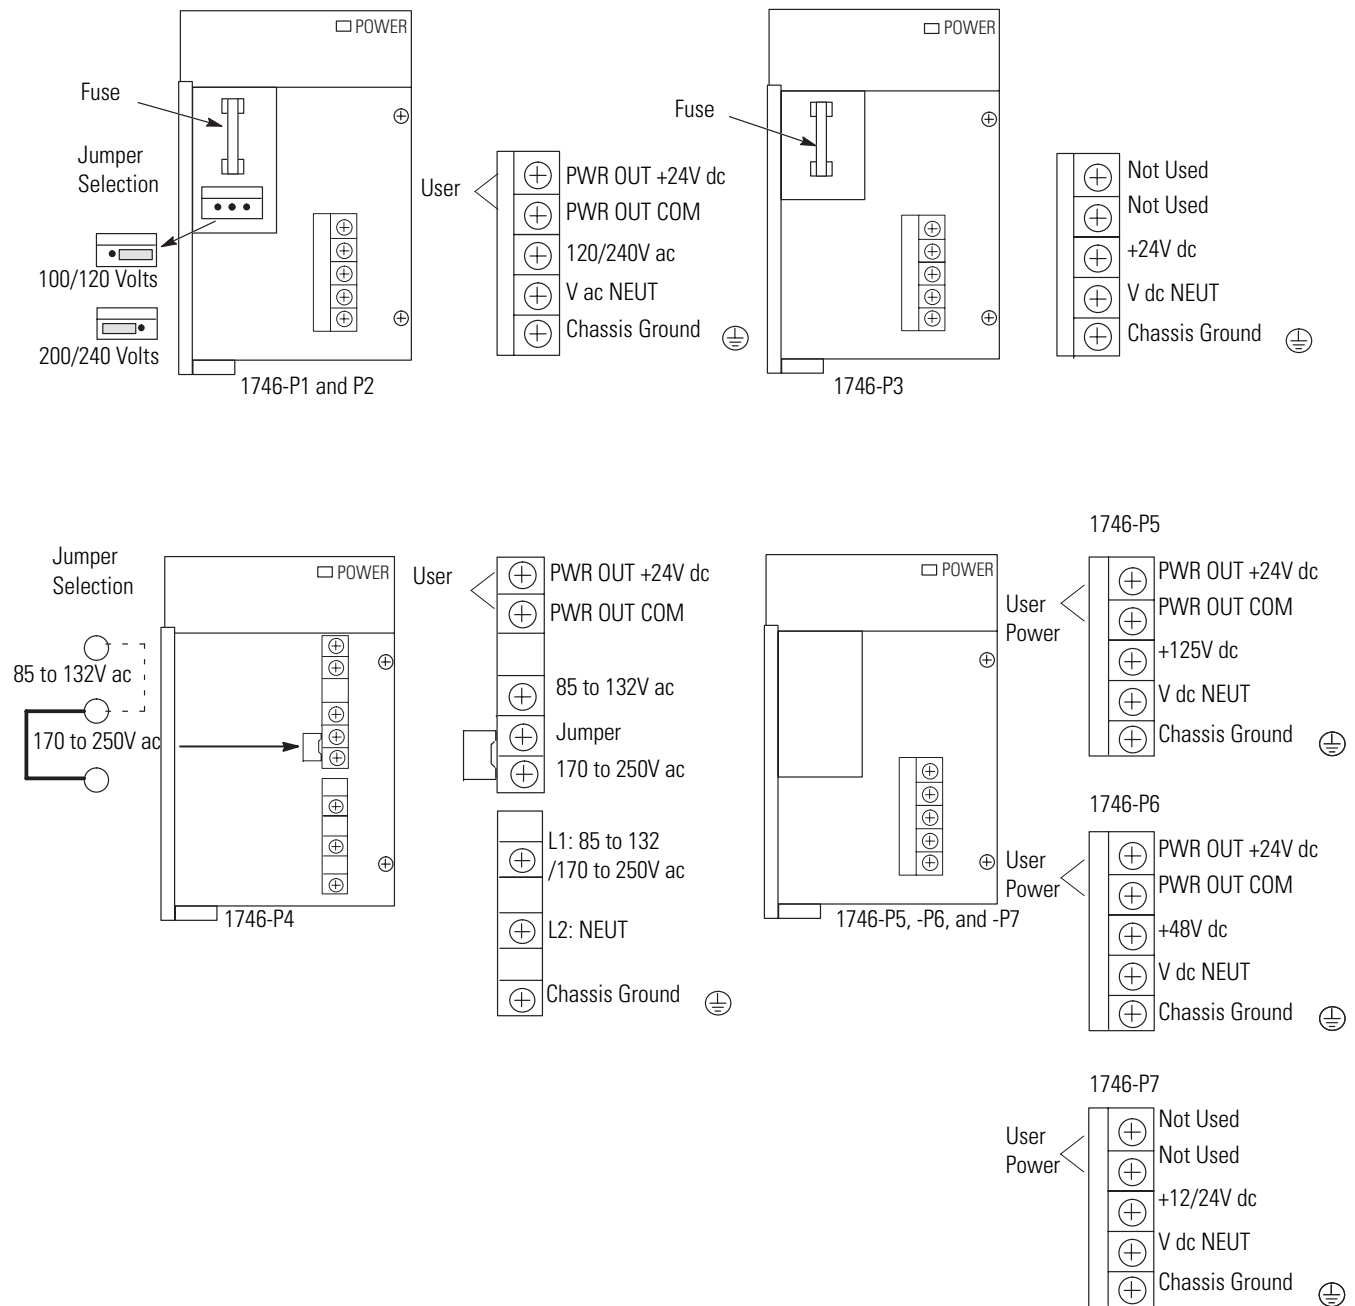 POWER
Fuse
Jumper
Selection
100/120 Volts
200/240 Volts
1746-P1 and P2
User
PWR OUT +24V dc
PWR OUT COM
120/240V ac
V ac NEUT
Chassis Ground
POWER
Fuse
1746-P3
Not Used
Not Used
+24V dc
V dc NEUT
Chassis Ground
Jumper
Selection
85 to 132V ac
170 to 250V ac
POWER
1746-P4
User
PWR OUT +24V dc
PWR OUT COM
85 to 132V ac
Jumper
170 to 250V ac
L1: 85 to 132
/170 to 250V ac
L2: NEUT
Chassis Ground
POWER
1746-P5, -P6, and -P7
1746-P5
User
Power
PWR OUT +24V dc
PWR OUT COM
+125V dc
V dc NEUT
Chassis Ground
1746-P6
User
Power
PWR OUT +24V dc
PWR OUT COM
+48V dc
V dc NEUT
Chassis Ground
1746-P7
User
Power
Not Used
Not Used
+12/24V dc
V dc NEUT
Chassis Ground